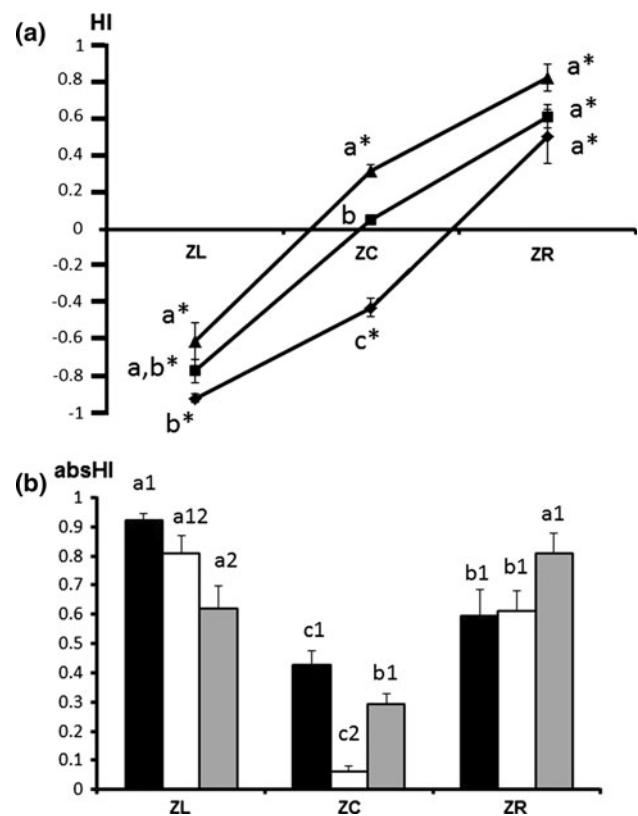 (a)
HI
1
0.8
0.6
0.4
0.2
0
-0.2
-0.4
-0.6
-0.8
-1
ZL
ZC
ZR
a*
a,b*
b*
a*
b
c*
a*
a*
a*
(b)
absHI
1
0.9
0.8
0.7
0.6
0.5
0.4
0.3
0.2
0.1
0
a1
a12
a2
c1
c2
b1
b1
b1
a1
ZL
ZC
ZR